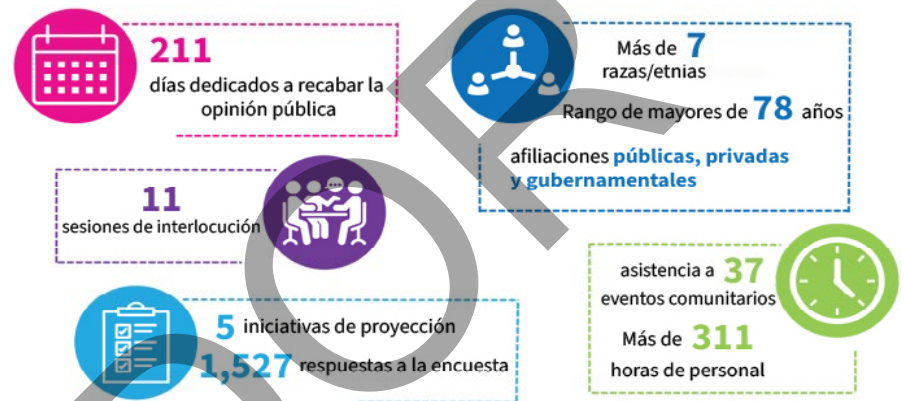 211
días dedicados a recabar la
opinión pública
Más de 7
razas/etnias
Rango de mayores de 78 años
afiliaciones públicas, privadas
y gubernamentales
11
sesiones de interlocución
5 iniciativas de proyección
1,527 respuestas a la encuesta
asistencia a 37
eventos comunitarios
Más de 311
horas de personal